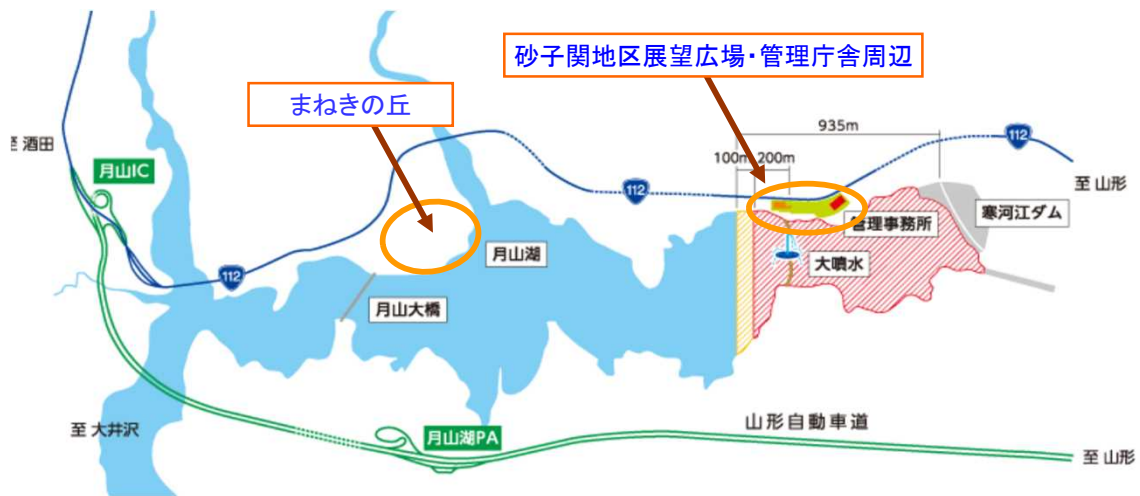 砂子関地区展望広場・管理庁舎周辺
まねきの丘
935m
112
至 酒田
100m 200m
月山IC
112
至 山形
寒河江ダム
管理事務所
月山湖
大噴水
112
月山大橋
山形自動車道
至 大井沢
月山湖PA
至 山形